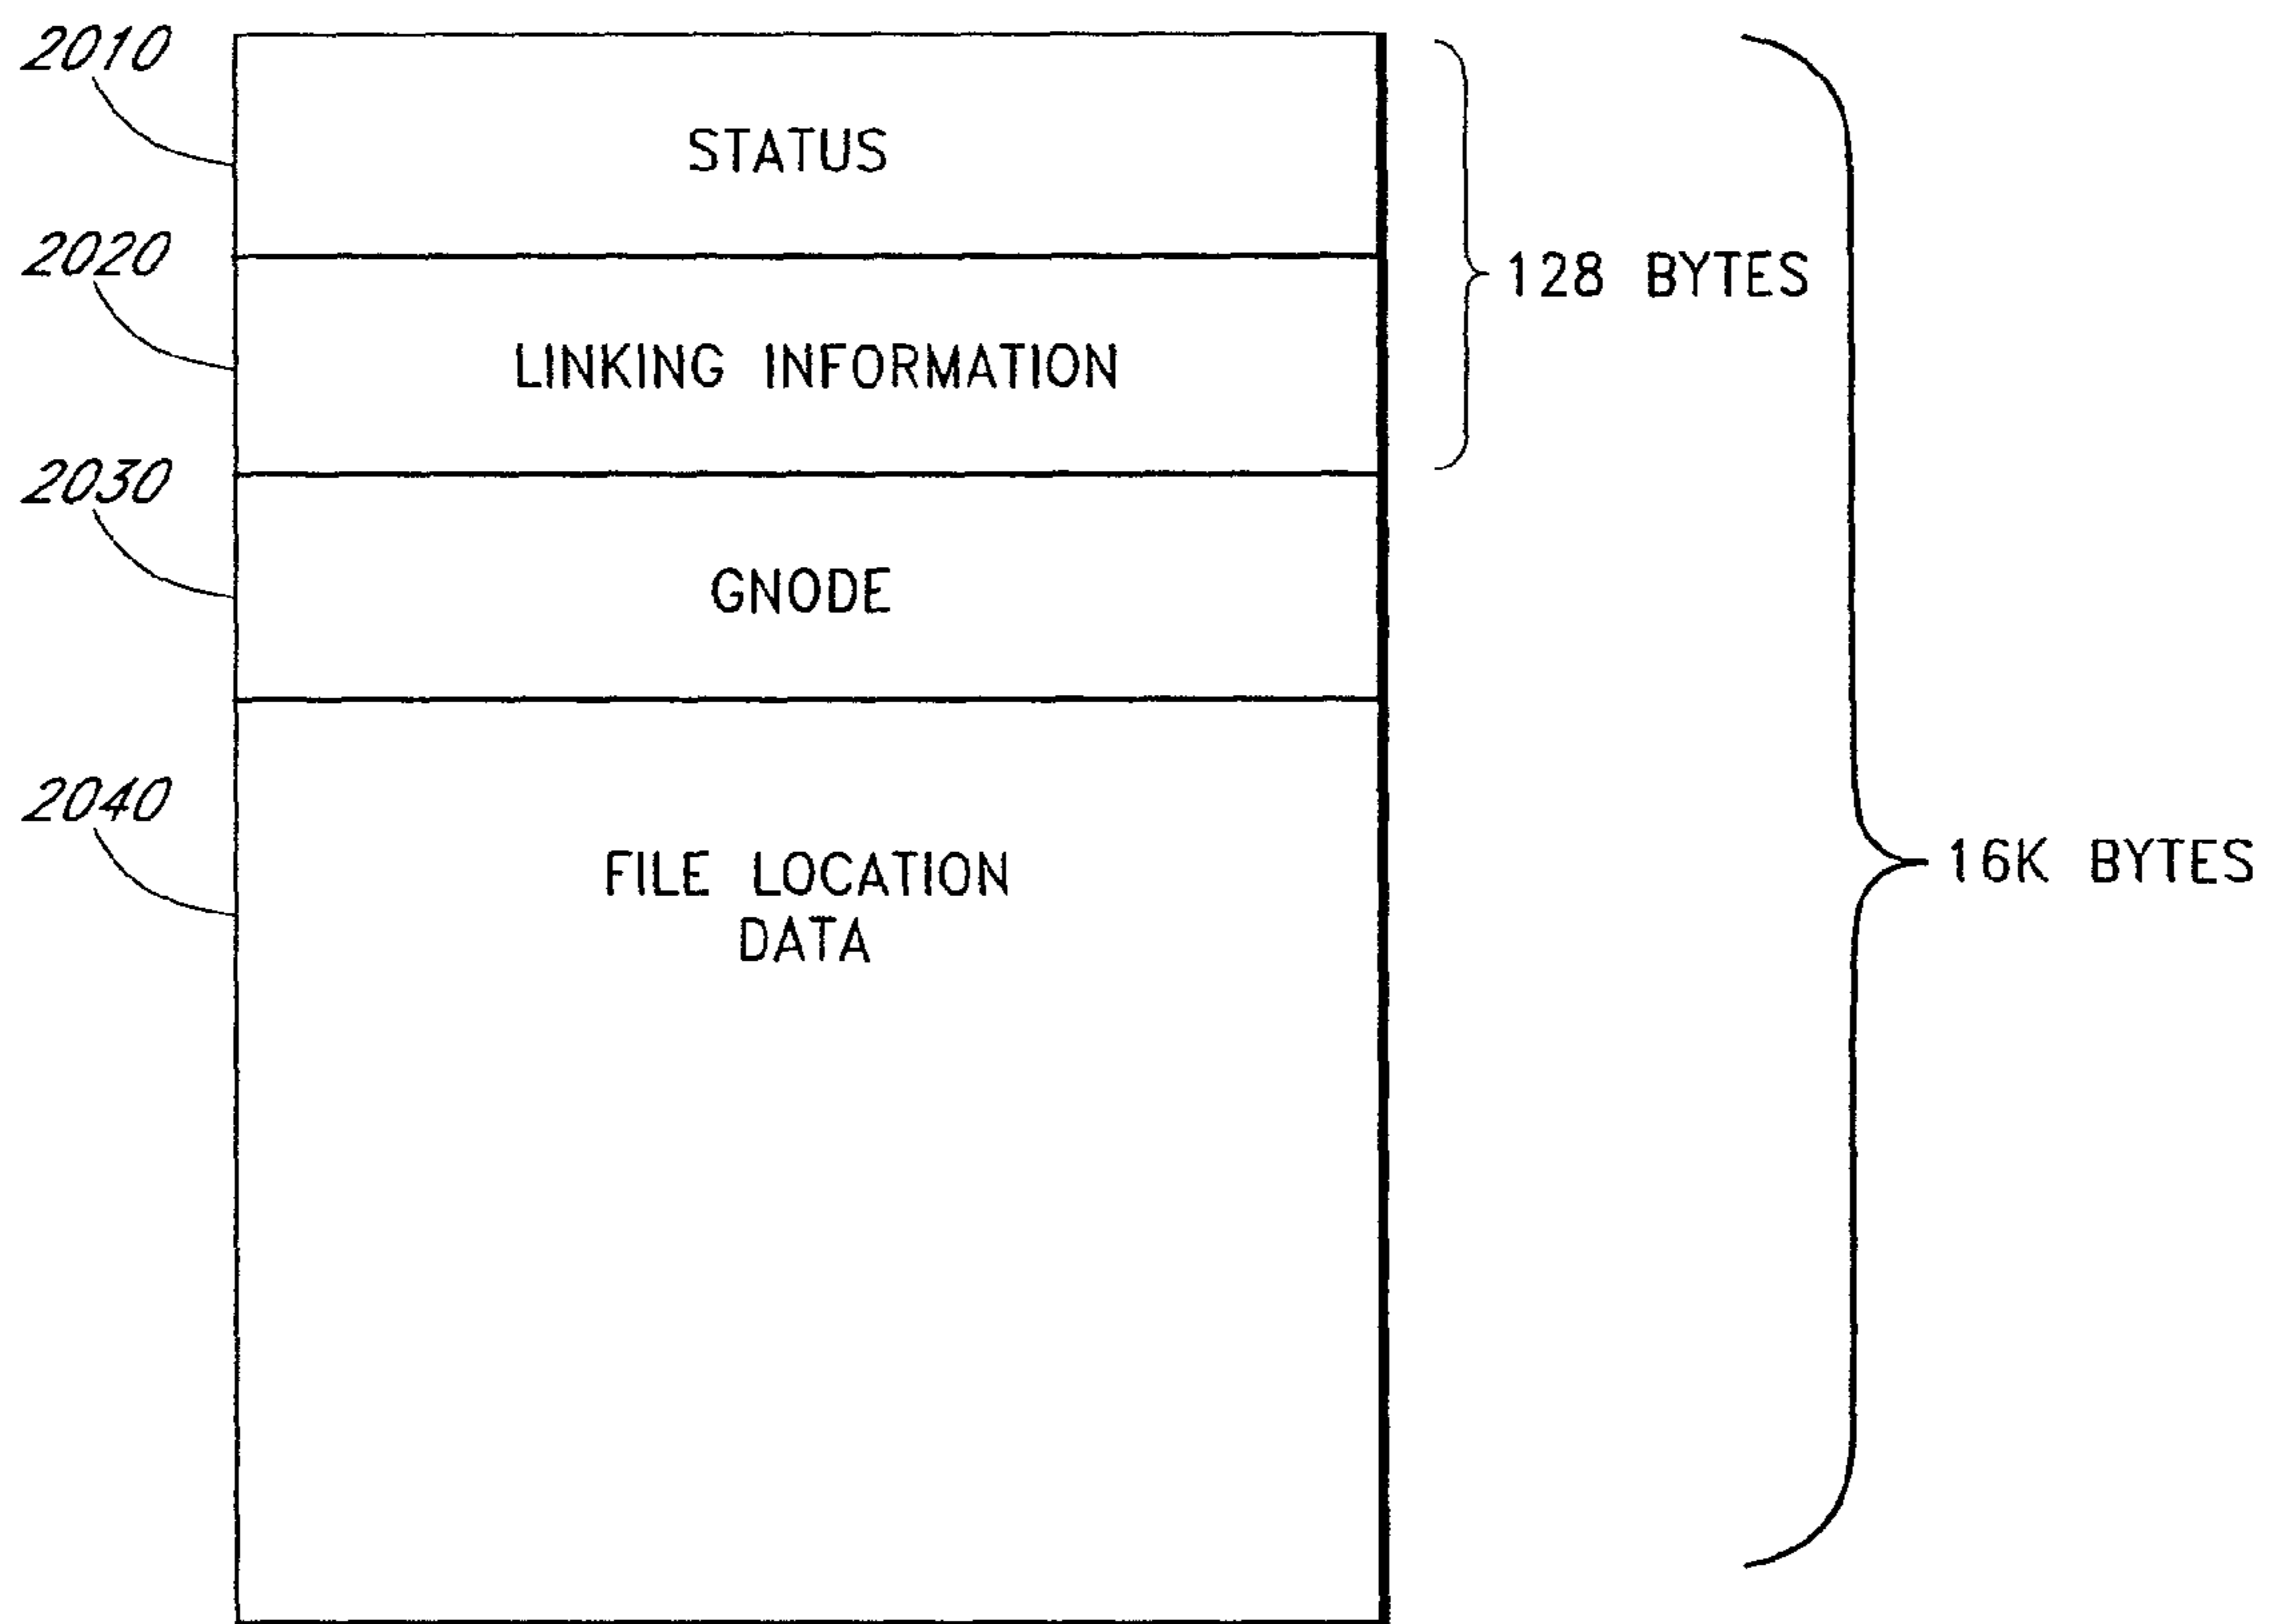 2010
STATUS
2020
128 BYTES
LINKING INFORMATION
2030
GNODE
2040
FILE LOCATION
DATA
16K BYTES